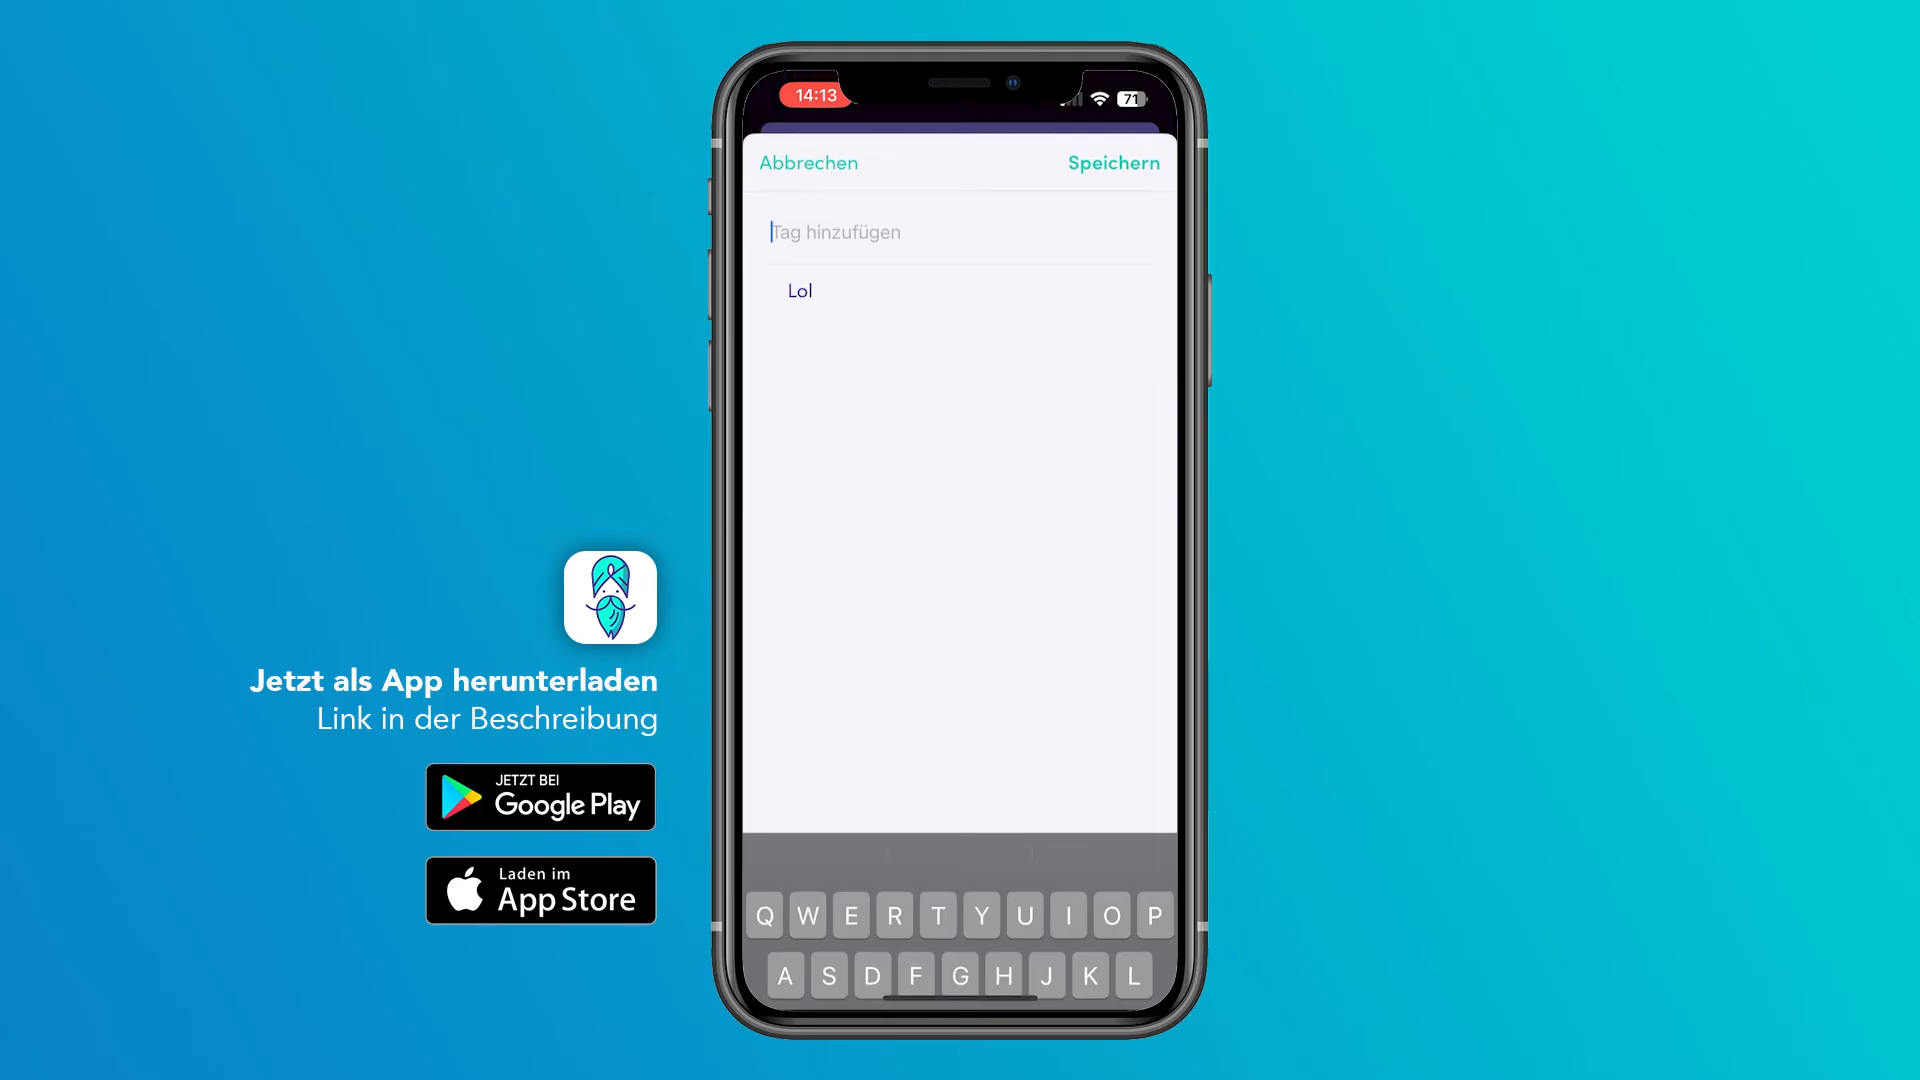 14:13
71
Abbrechen
Speichern
Tag hinzufügen
Lol
Jetzt als App herunterladen
Link in der Beschreibung
JETZT BEI
Google Play
Laden im
App Store
Q W E R T Y U I O P
A S D F G H J K L